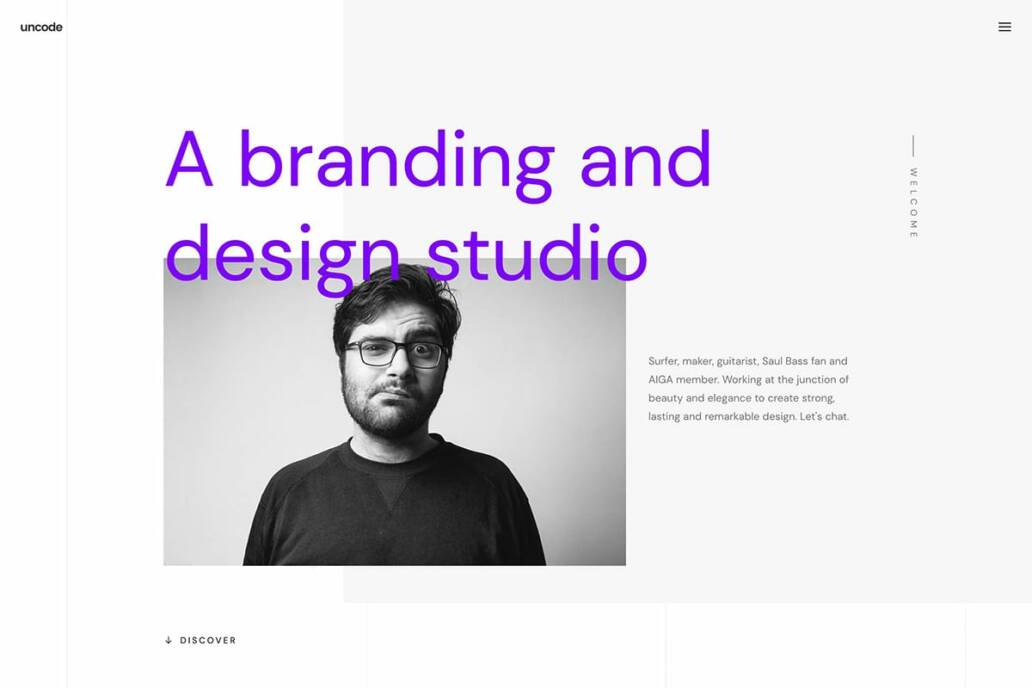 uncode
A branding and
design studio
WELCOME
Surfer, maker, guitarist, Saul Bass fan and
AIGA member. Working at the junction of
beauty and elegance to create strong,
lasting and remarkable design. Let's chat.
DISCOVER